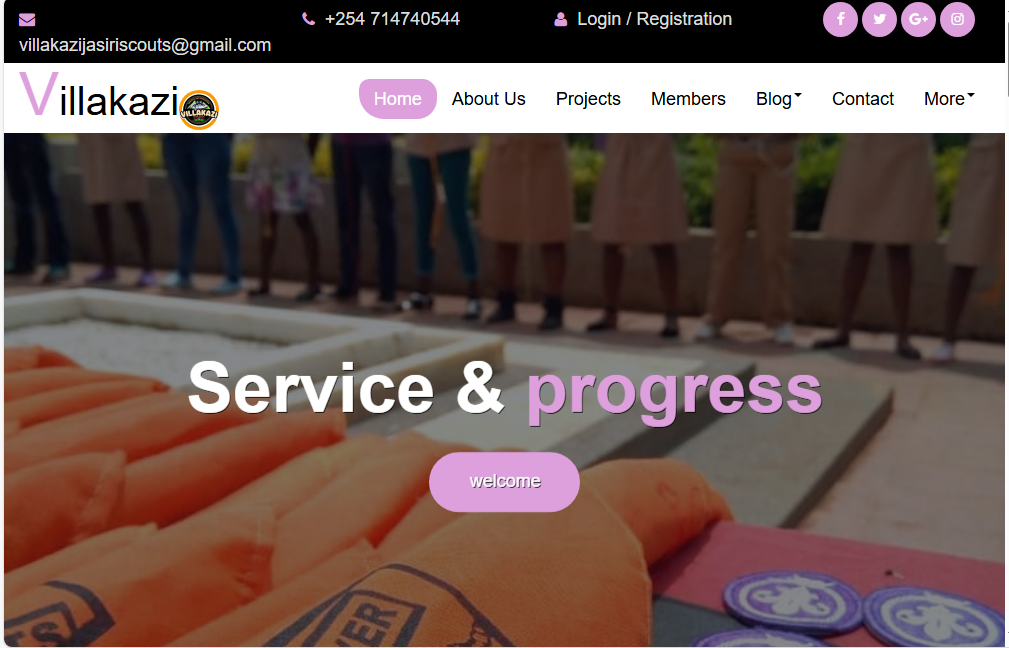 +254 714740544
Login / Registration
villakazijasiriscouts@gmail.com
Villakazi
VILLAKAZI
Home
About Us
Projects
Members
Blog
Contact
More
Service & progress
welcome